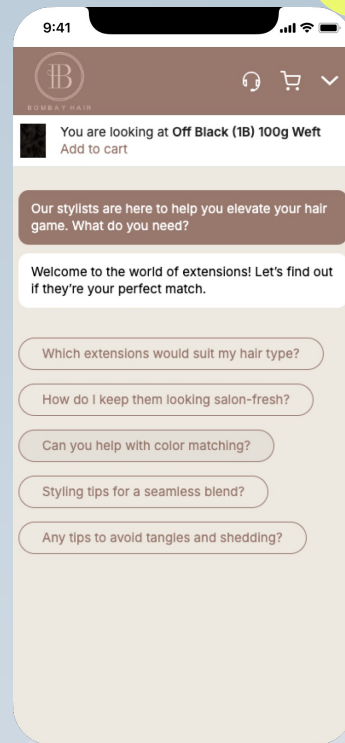 9:41
B
BOMBAY HAIR
You are looking at Off Black (1B) 100g Weft
Add to cart
Our stylists are here to help you elevate your hair
game. What do you need?
Welcome to the world of extensions! Let’s find out
if they’re your perfect match.
Which extensions would suit my hair type?
How do I keep them looking salon-fresh?
Can you help with color matching?
Styling tips for a seamless blend?
Any tips to avoid tangles and shedding?